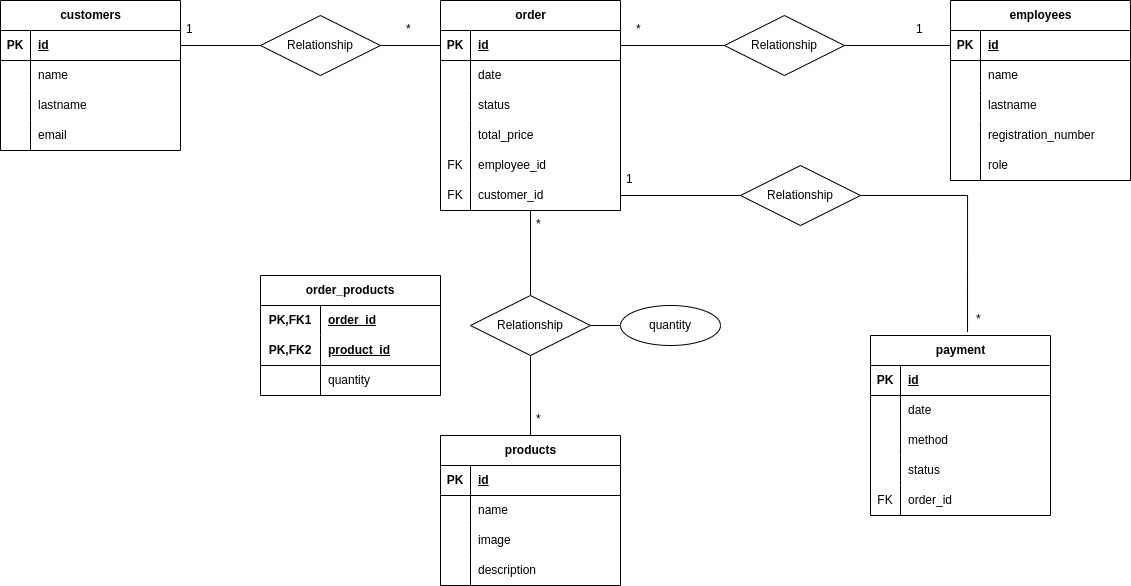 customers
PK id
name
lastname
email
1
Relationship
*
order
PK id
date
status
total_price
FK employee_id
FK customer_id
*
Relationship
1
employees
PK id
name
lastname
registration_number
role
1
Relationship
*
*
Relationship
quantity
*
order_products
PK,FK1 order_id
PK,FK2 product_id
quantity
products
PK id
name
image
description
payment
PK id
date
method
status
FK order_id